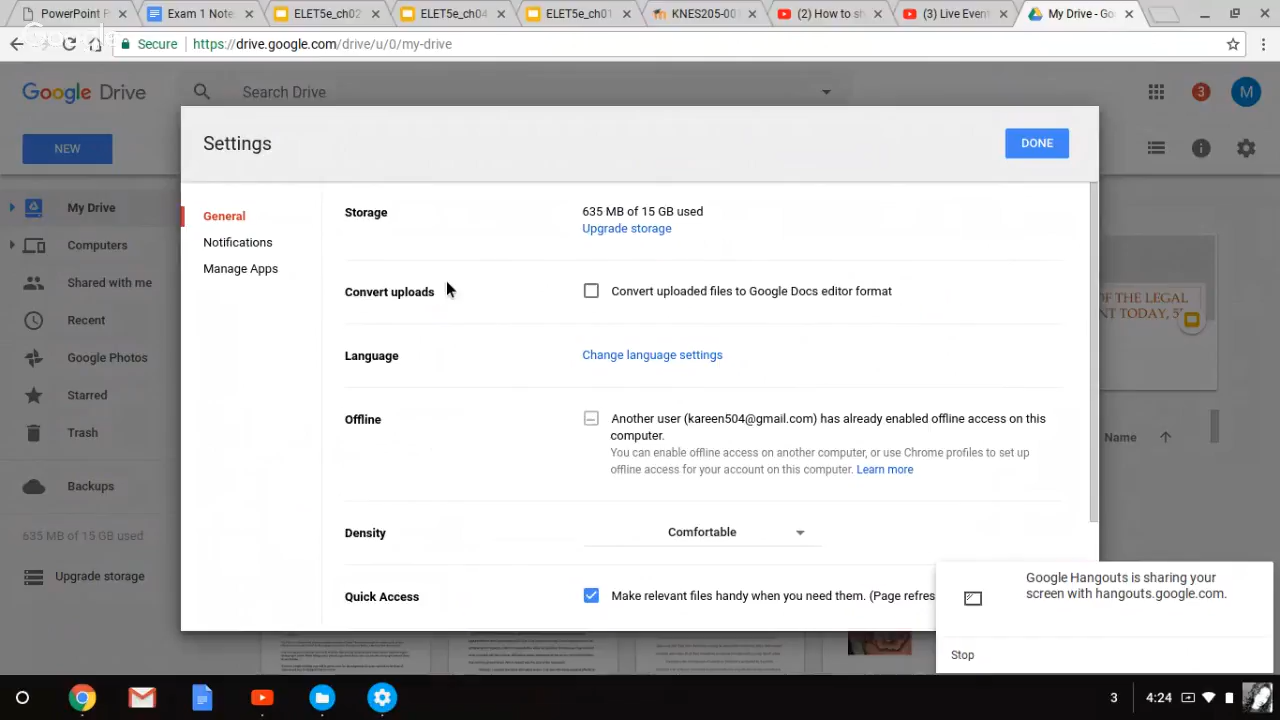 PowerPoint P
Exam 1 Note
ELET5e_ch02
ELET5e_ch04
ELET5e_ch01
KNES205-00
(2) How to sh
(3) Live Event
My Drive - Go
Secure
https://drive.google.com/drive/u/0/my-drive
Google Drive
Search Drive
3
M
NEW
Settings
DONE
My Drive
Computers
Shared with me
Recent
Google Photos
Starred
Trash
Backups
635 MB of 15 GB used
Upgrade storage
General
Notifications
Manage Apps
Storage
635 MB of 15 GB used
Upgrade storage
Convert uploads
Convert uploaded files to Google Docs editor format
Language
Change language settings
Offline
Another user (kareen504@gmail.com) has already enabled offline access on this
computer.
You can enable offline access on another computer, or use Chrome profiles to set up
offline access for your account on this computer. Learn more
Density
Comfortable
Quick Access
Make relevant files handy when you need them. (Page refres
OF THE LEGAL
NT TODAY, 5
Name
Google Hangouts is sharing your
screen with hangouts.google.com.
Stop
3
4:24